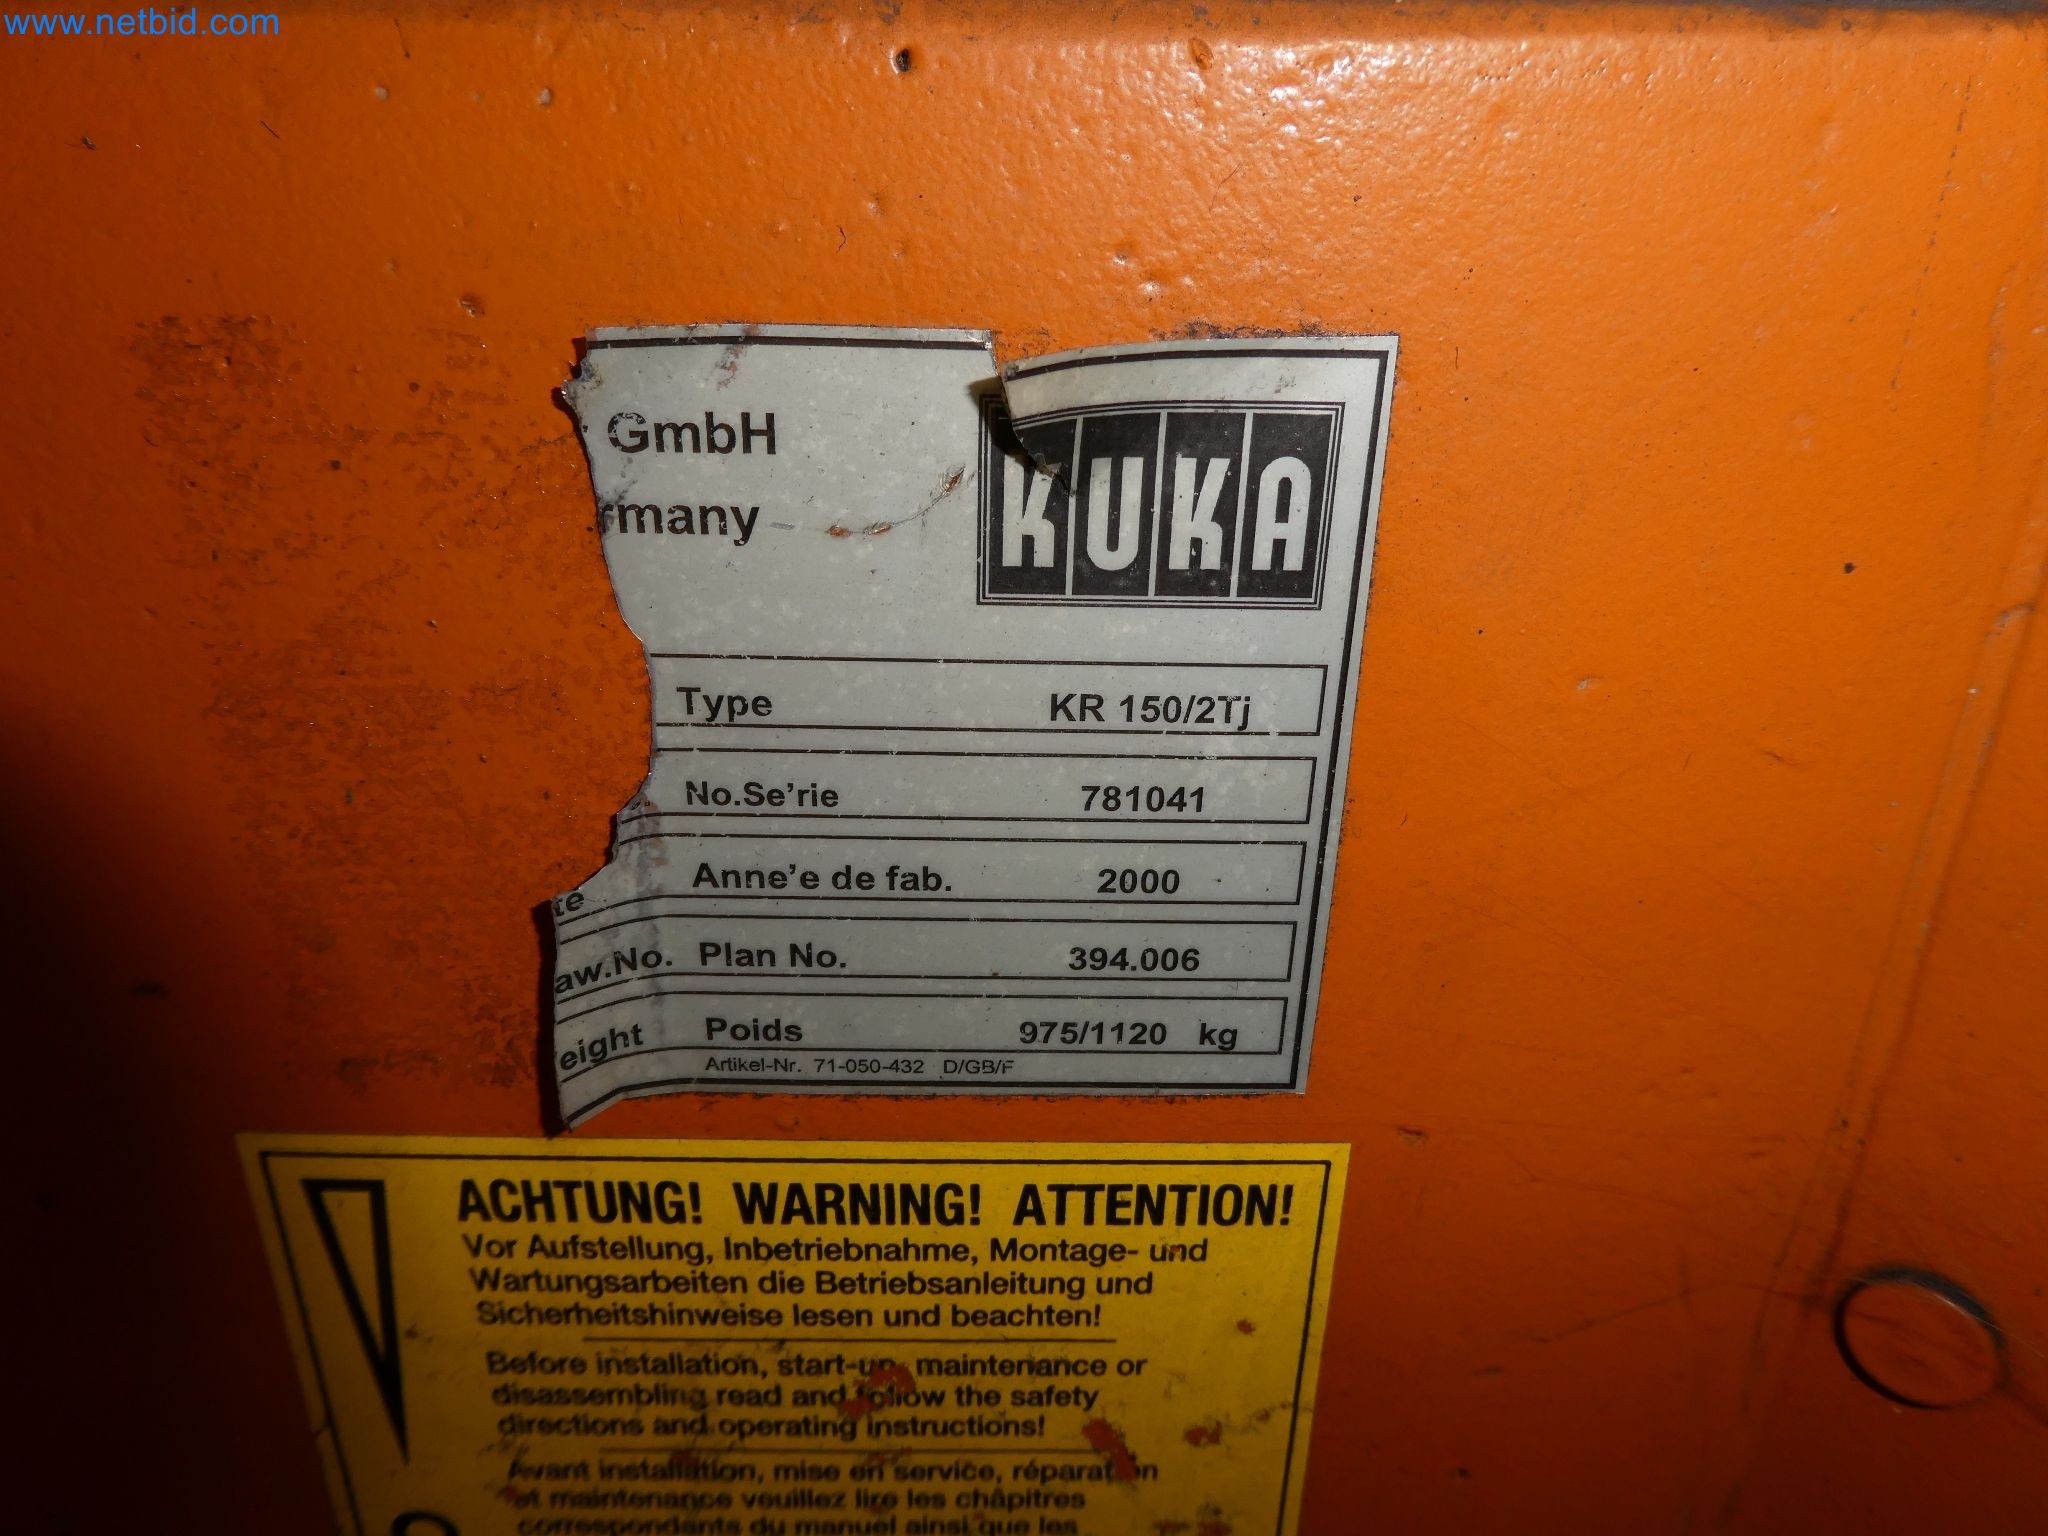 www.netbid.com
GmbH
rmany
KUKA
Type KR 150/2Tj
No.Se'rie 781041
Anne'e de fab. 2000
te
aw.No. Plan No. 394.006
eight Poids 975/1120 kg
Artikel-Nr. 71-050-432 D/GB/F
ACHTUNG! WARNING! ATTENTION!
Vor Aufstellung, Inbetriebnahme, Montage- und
Wartungsarbeiten die Betriebsanleitung und
Sicherheitshinweise lesen und beachten!
Before installation, start-up, maintenance or
disassembling read and follow the safety
directions and operating instructions!
Avant installation, mise en service, réparation
et maintenance veuillez lire les châpitres
correspondants du manuel ainsi que les